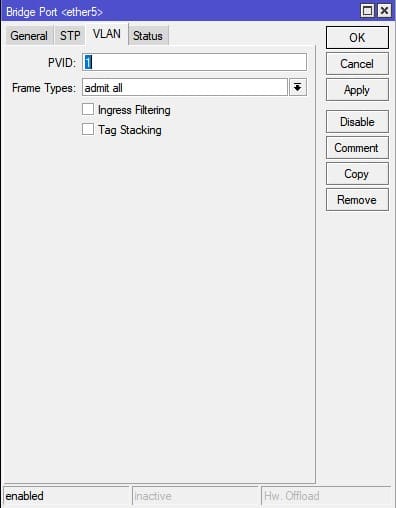 Bridge Port <ether5>
General STP VLAN Status
PVID: 1
Frame Types: admit all
Ingress Filtering
Tag Stacking
OK
Cancel
Apply
Disable
Comment
Copy
Remove
enabled inactive Hw. Offload